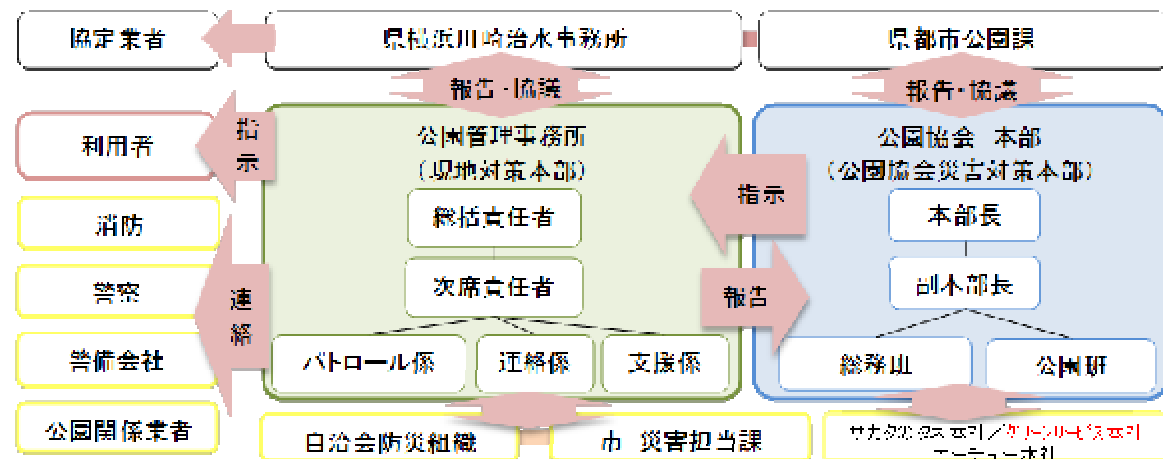 協定業者
県横浜川崎治水事務所
県都市公園課
報告・協議
報告・協議
利用者
指示
公園管理事務所
(現地対策本部)
公園協会 本部
(公園協会災害対策本部)
消防
総括責任者
指示
本部長
警察
連絡
次席責任者
報告
副本部長
警備会社
パトロール係
連絡係
支援係
総務班
公園班
公園関係業者
自治会防災組織
市 災害担当課